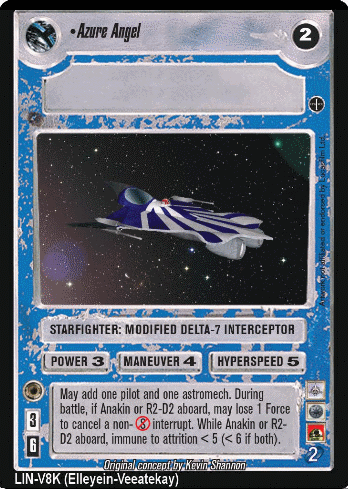 •Azure Angel
2
STARFIGHTER: MODIFIED DELTA-7 INTERCEPTOR
POWER 3 MANEUVER 4 HYPERSPEED 5
May add one pilot and one astromech. During
battle, if Anakin or R2-D2 aboard, may lose 1 Force
to cancel a non- interrupt. While Anakin or R2-
D2 aboard, immune to attrition < 5 (< 6 if both).
3
6
2
Original concept by Kevin Shannon
LIN-V8K (Elleyein-Veeatekay)